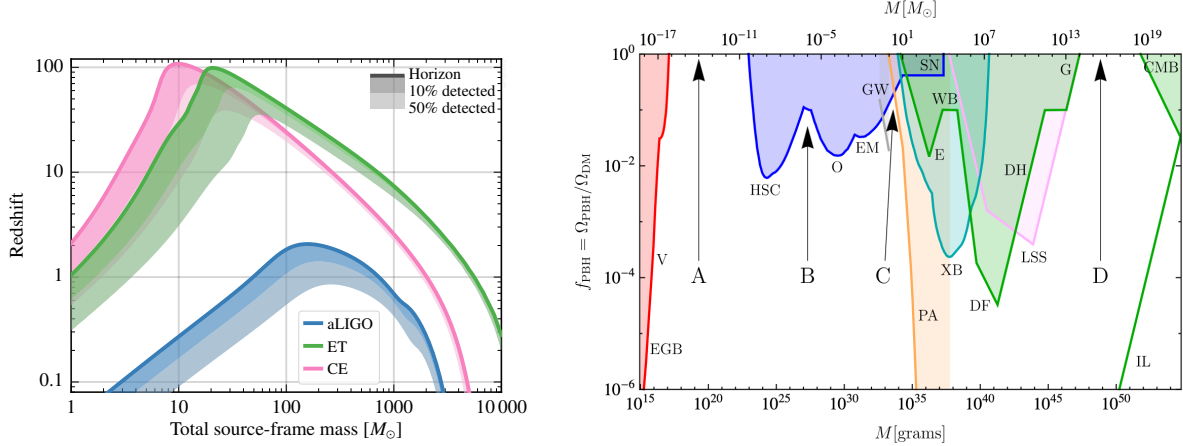 100
10
1
0.1
Redshift
1
10
100
1000
10 000
Total source-frame mass [M⊙]
Horizon
10% detected
50% detected
aLIGO
ET
CE
M[M⊙]
10⁻¹⁷
10⁻¹¹
10⁻⁵
10¹
10⁷
10¹³
10¹⁹
10⁰
10⁻²
10⁻⁴
10⁻⁶
f_PBH = Ω_PBH/Ω_DM
SN
G
CMB
GW
WB
E
EM
O
HSC
DH
LSS
XB
DF
V
A
B
C
D
PA
EGB
IL
10¹⁵
10²⁰
10²⁵
10³⁰
10³⁵
10⁴⁰
10⁴⁵
10⁵⁰
M[grams]